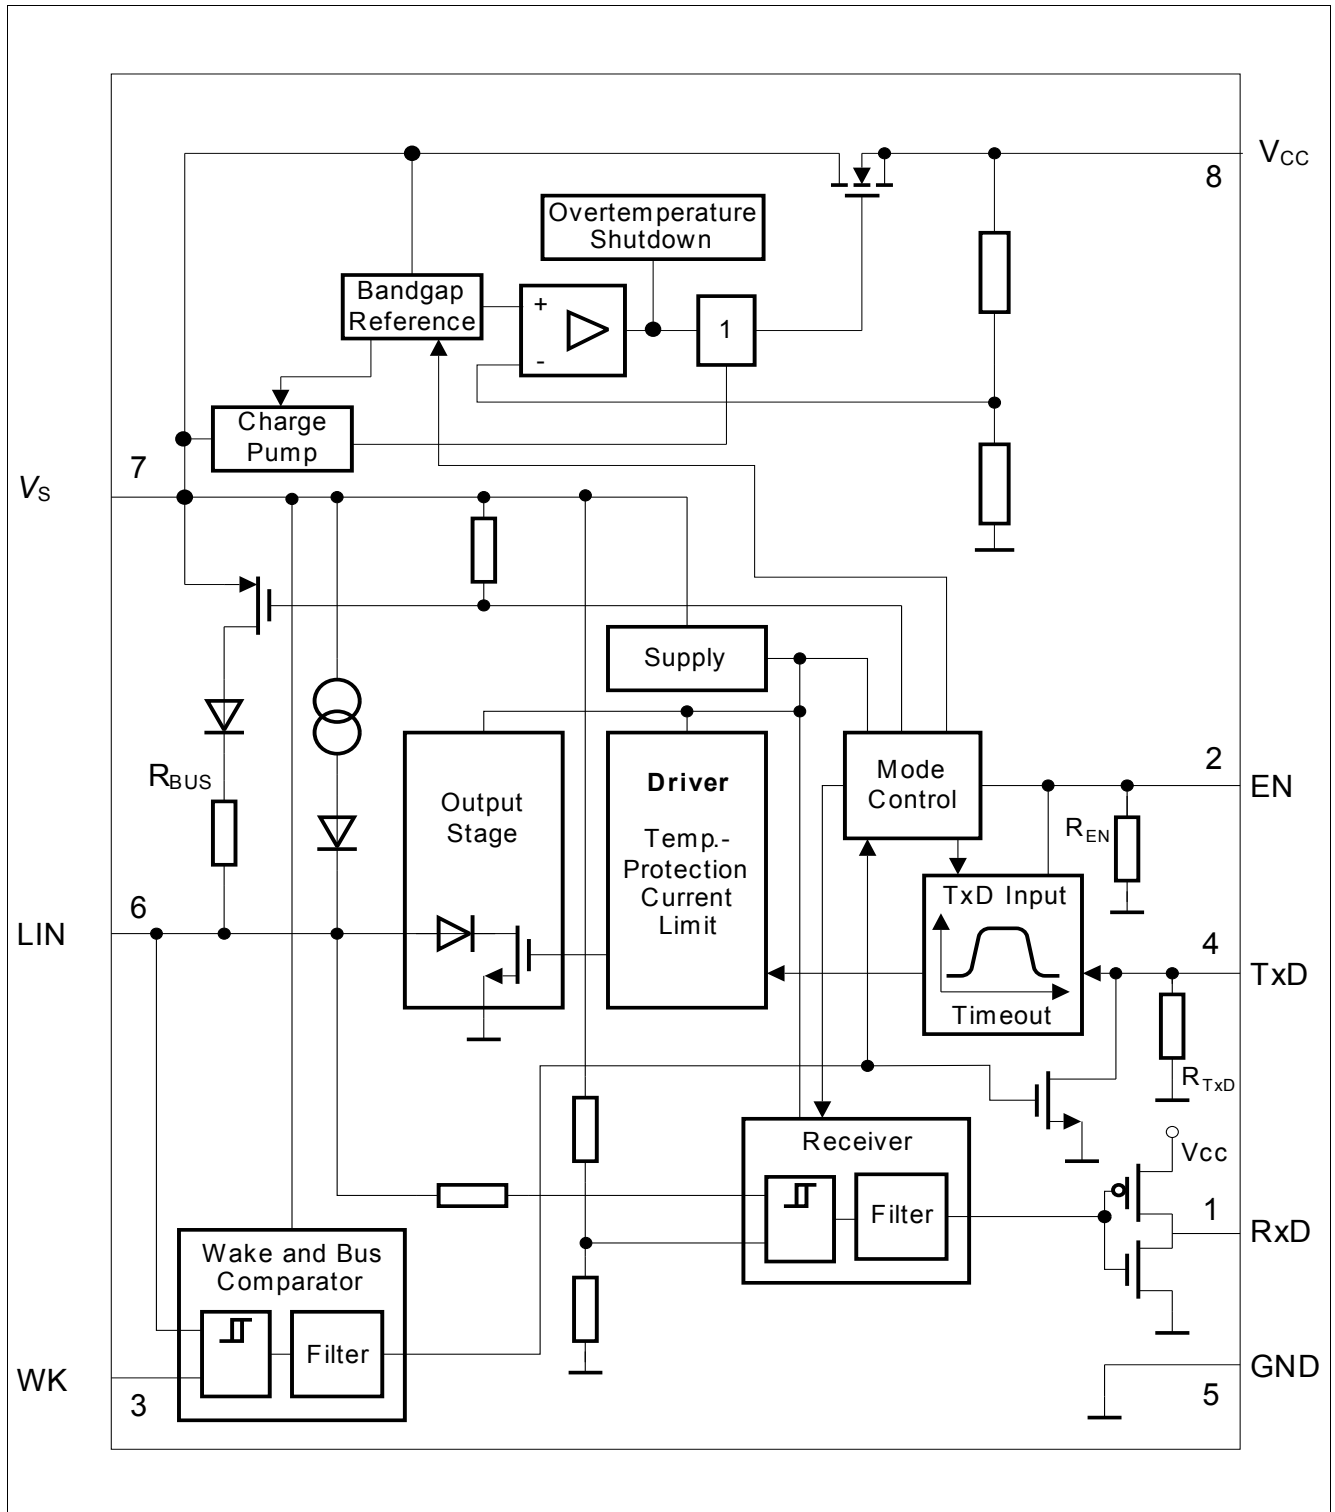 VCC
8
Overtemperature
Shutdown
Bandgap
Reference
+
-
1
Charge
Pump
7
VS
Supply
RBUS
Output
Stage
Driver
Temp.-
Protection
Current
Limit
Mode
Control
2
EN
REN
TxD Input
Timeout
6
LIN
4
TxD
RTxD
Receiver
Filter
Vcc
1
RxD
Wake and Bus
Comparator
Filter
WK
3
GND
5